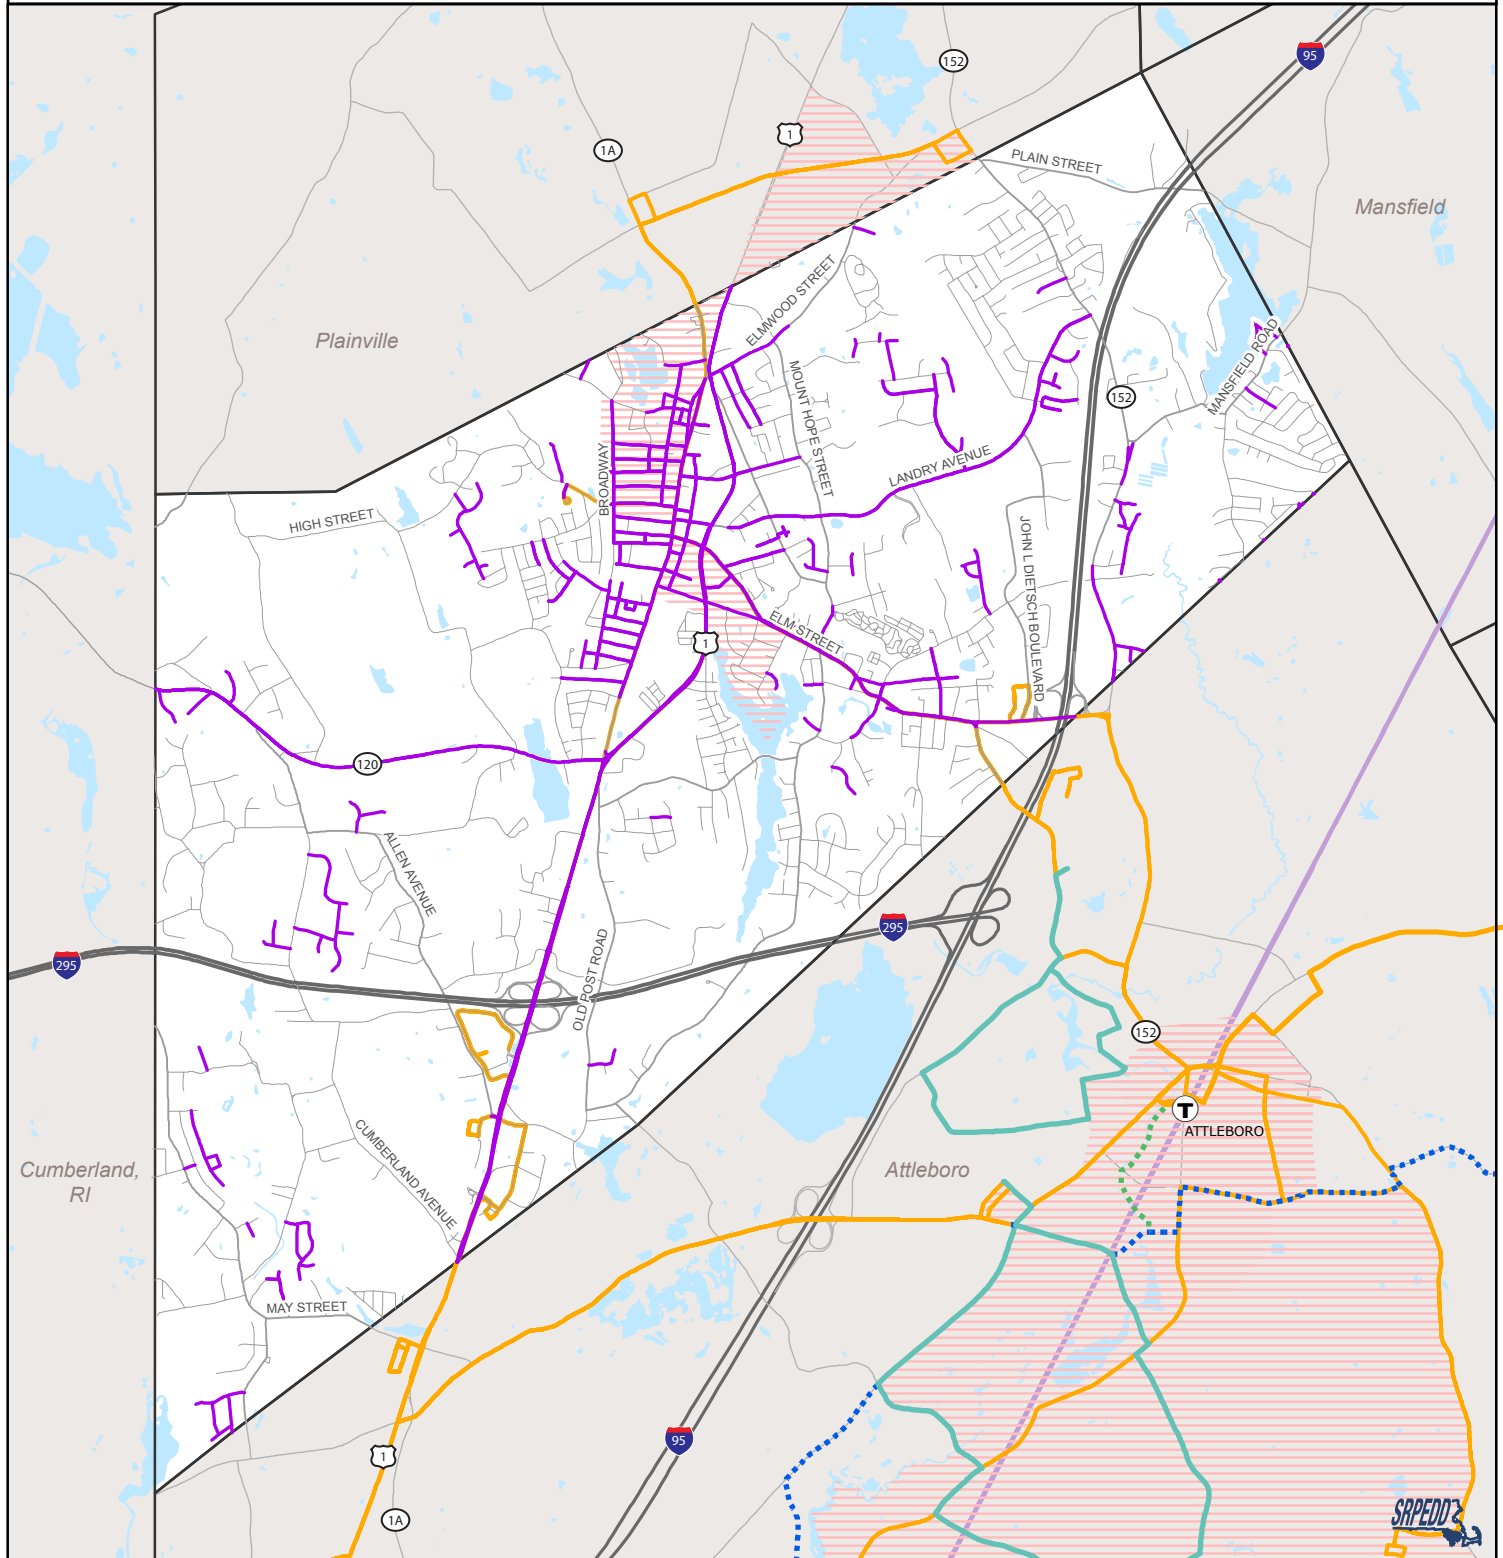 95
152
1
1A
PLAIN STREET
Mansfield
ELMWOOD STREET
Plainville
MANSFIELD ROAD
MOUNT HOPE STREET
152
BROADWAY
LANDRY AVENUE
HIGH STREET
JOHN L DIETSCH BOULEVARD
ELM STREET
1
120
ALLEN AVENUE
295
OLD POST ROAD
295
152
T
ATTLEBORO
CUMBERLAND AVENUE
Cumberland,
RI
Attleboro
MAY STREET
95
1
1A
SRPEDD